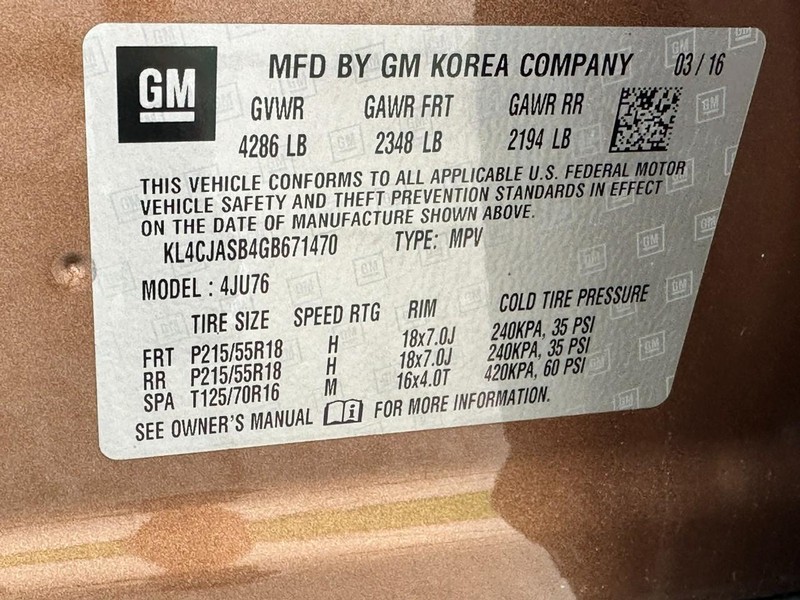 GM
MFD BY GM KOREA COMPANY 03/16
GVWR GAWR FRT GAWR RR
4286 LB 2348 LB 2194 LB
THIS VEHICLE CONFORMS TO ALL APPLICABLE U.S. FEDERAL MOTOR
VEHICLE SAFETY AND THEFT PREVENTION STANDARDS IN EFFECT
ON THE DATE OF MANUFACTURE SHOWN ABOVE.
KL4CJASB4GB671470 TYPE: MPV
MODEL : 4JU76
TIRE SIZE SPEED RTG RIM COLD TIRE PRESSURE
FRT P215/55R18 H 18x7.0J 240KPA, 35 PSI
RR P215/55R18 H 18x7.0J 240KPA, 35 PSI
SPA T125/70R16 M 16x4.0T 420KPA, 60 PSI
SEE OWNER'S MANUAL FOR MORE INFORMATION.